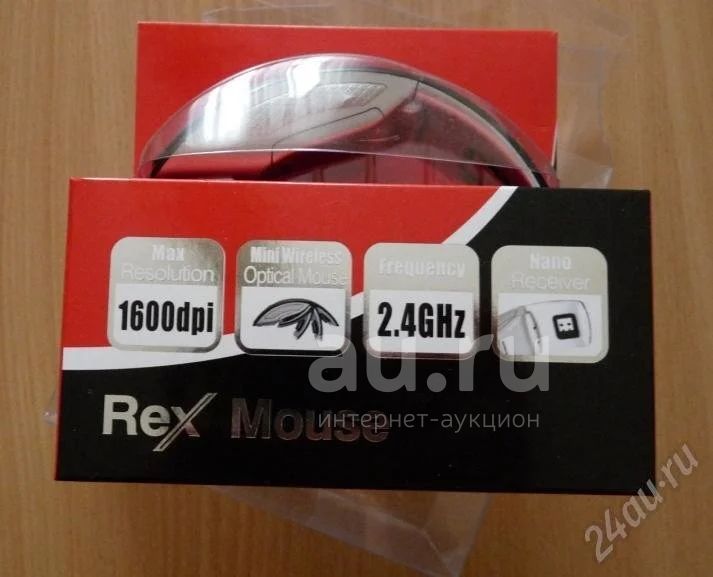 Max
Resolution
1600dpi
Mini Wireless
Optical Mouse
Frequency
2.4GHz
Nano
Receiver
au.ru
интернет-аукцион
Rex Mouse
24au.ru